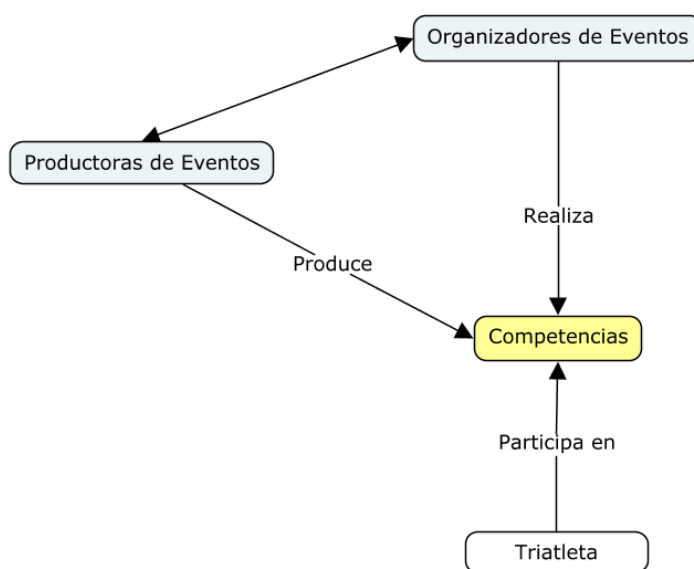 Organizadores de Eventos
Productoras de Eventos
Realiza
Produce
Competencias
Participa en
Triatleta